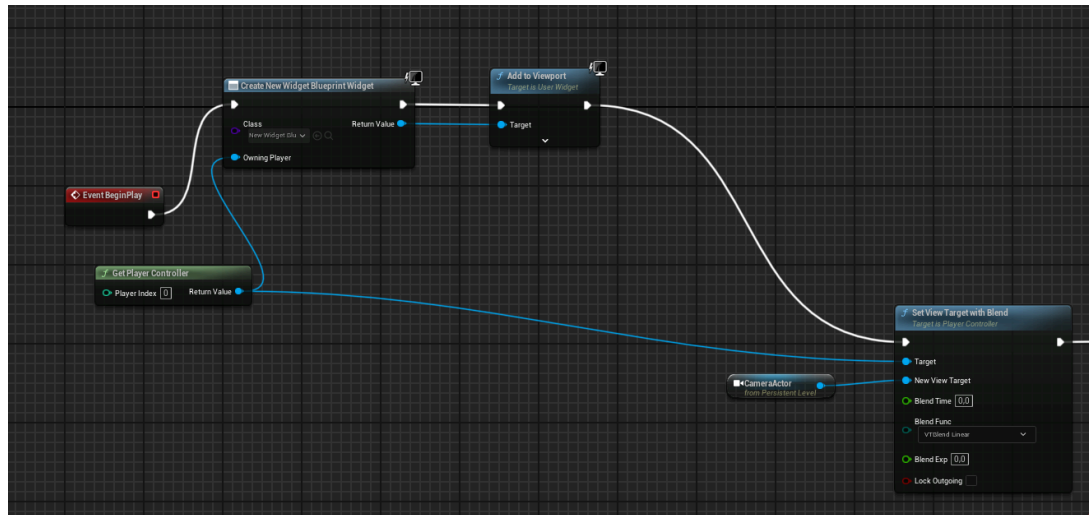 Create New Widget Blueprint Widget
Class
New Widget Blu
Return Value
Owning Player
Add to Viewport
Target is User Widget
Target
Event BeginPlay
Get Player Controller
Player Index 0
Return Value
Set View Target with Blend
Target is Player Controller
Target
CameraActor
from Persistent Level
New View Target
Blend Time 0,0
Blend Func
VTBlend Linear
Blend Exp 0,0
Lock Outgoing